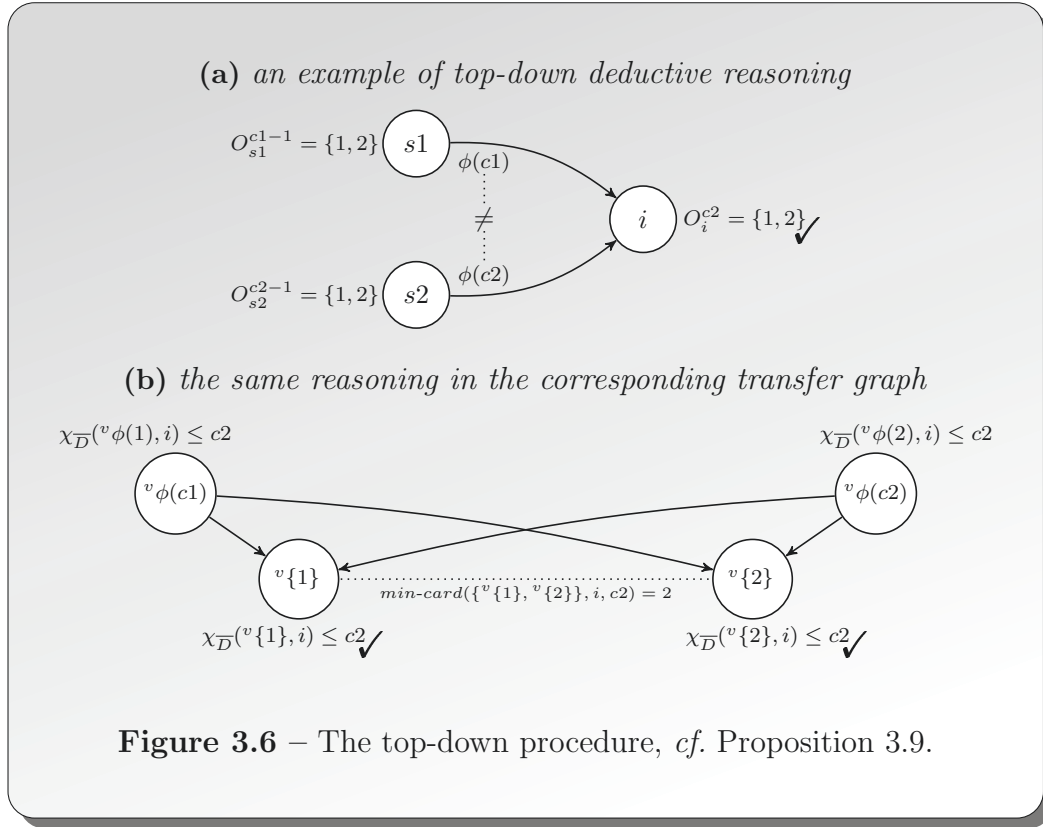 (a) an example of top-down deductive reasoning
O_{s1}^{c1−1} = {1, 2}
s1
ϕ(c1)
≠
i
O_i^{c2} = {1, 2} ✓
ϕ(c2)
O_{s2}^{c2−1} = {1, 2}
s2
(b) the same reasoning in the corresponding transfer graph
χ_{\overline{D}}(^vϕ(1), i) ≤ c2
χ_{\overline{D}}(^vϕ(2), i) ≤ c2
^vϕ(c1)
^vϕ(c2)
^v{1}
^v{2}
min-card({^v{1}, ^v{2}}, i, c2) = 2
χ_{\overline{D}}(^v{1}, i) ≤ c2 ✓
χ_{\overline{D}}(^v{2}, i) ≤ c2 ✓
Figure 3.6 – The top-down procedure, cf. Proposition 3.9.